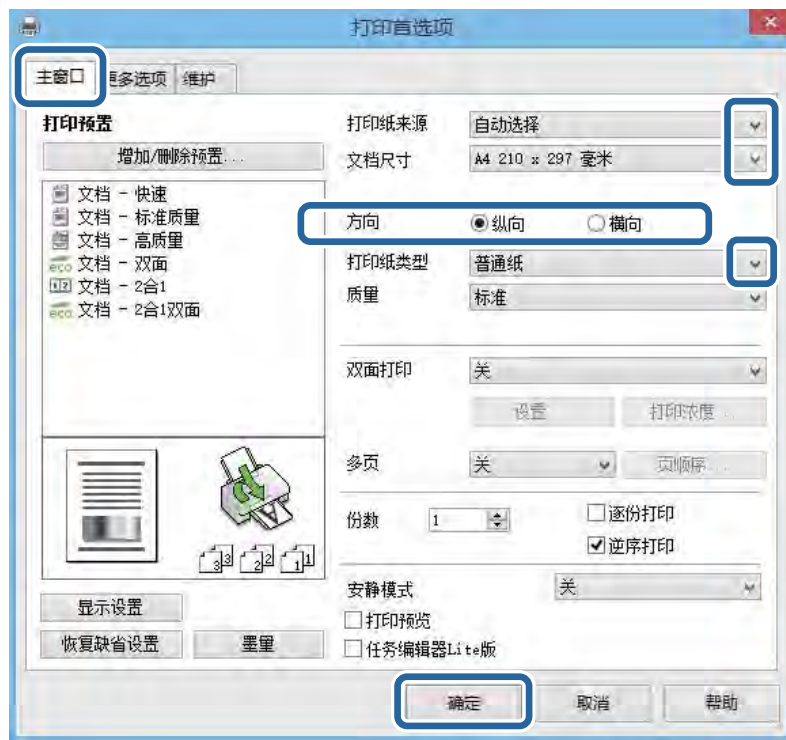 打印首选项
主窗口 更多选项 维护
打印预置
增加/删除预置...
文档 - 快速
文档 - 标准质量
文档 - 高质量
eco 文档 - 双面
12 文档 - 2合1
eco 文档 - 2合1双面
3 3 2 2 1 1
显示设置
恢复缺省设置 墨量
打印纸来源 自动选择
文档尺寸 A4 210 x 297 毫米
方向 纵向 横向
打印纸类型 普通纸
质量 标准
双面打印 关
设置 打印浓度...
多页 关 页顺序...
份数 1 逐份打印
逆序打印
安静模式 关
打印预览
任务编辑器Lite版
确定 取消 帮助